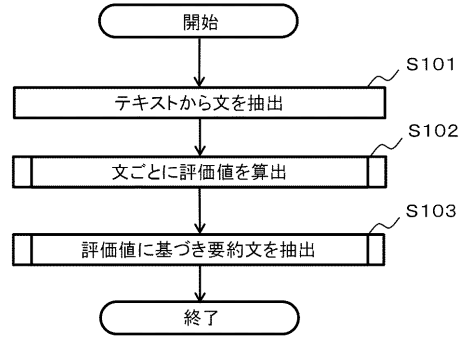 開始
S101
テキストから文を抽出
S102
文ごとに評価値を算出
S103
評価値に基づき要約文を抽出
終了